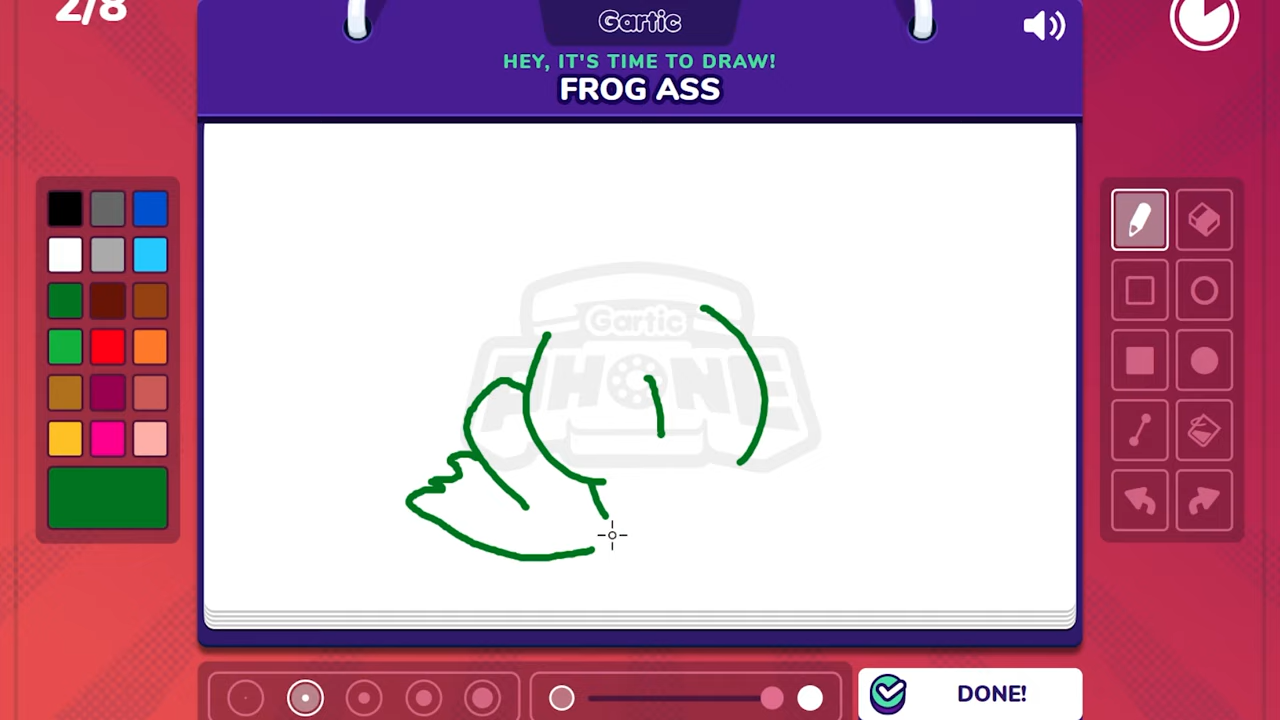 2/8
Gartic
HEY, IT'S TIME TO DRAW!
FROG ASS
Gartic
PHONE
DONE!